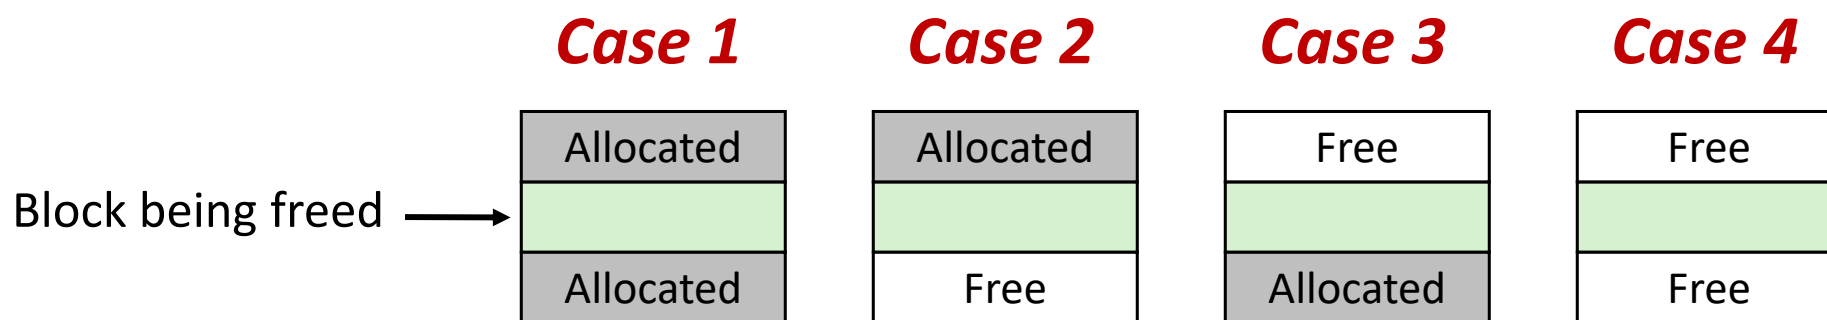 Case 1 Case 2 Case 3 Case 4
Allocated Allocated Free Free
Block being freed
Allocated Free Allocated Free